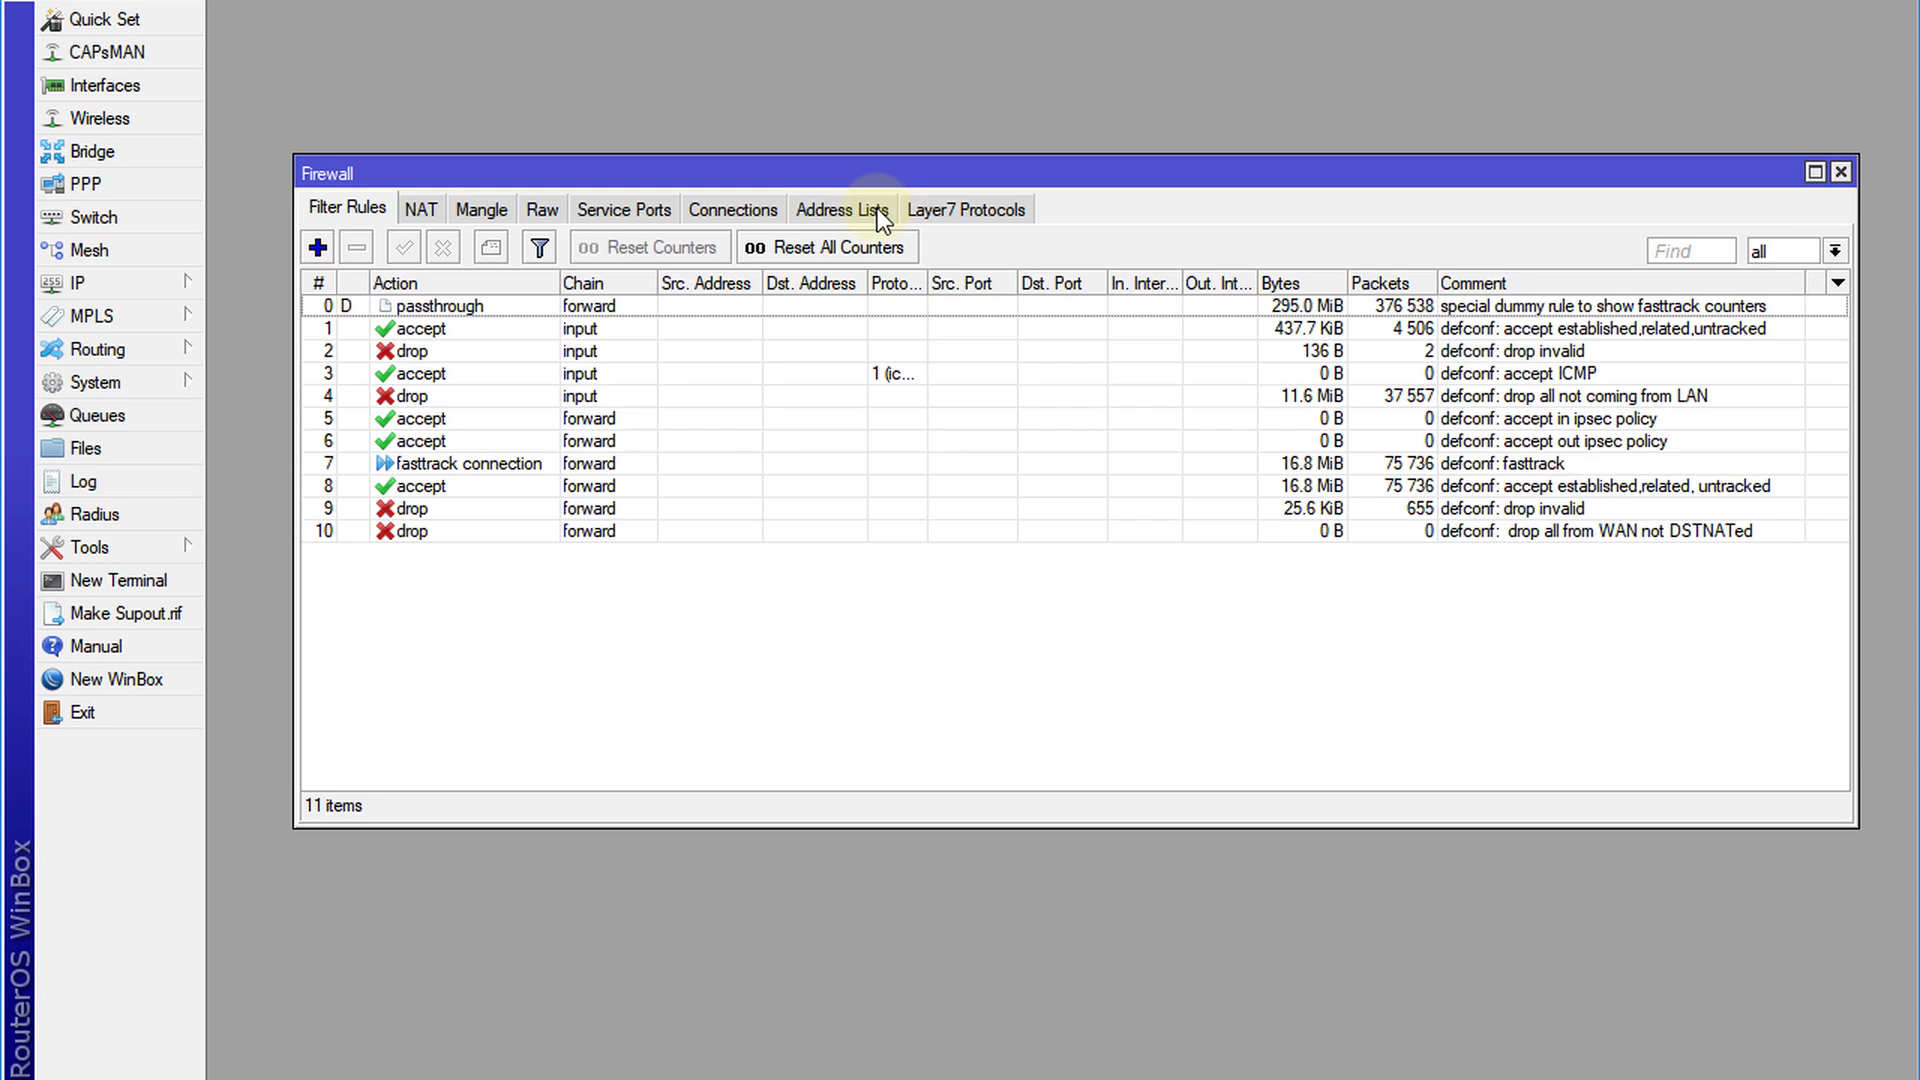 Quick Set
CAPsMAN
Interfaces
Wireless
Bridge
PPP
Switch
Mesh
IP
MPLS
Routing
System
Queues
Files
Log
Radius
Tools
New Terminal
Make Supout.rif
Manual
New WinBox
Exit
RouterOS WinBox
Firewall
Filter Rules NAT Mangle Raw Service Ports Connections Address Lists Layer7 Protocols
00 Reset Counters 00 Reset All Counters Find all
# Action Chain Src. Address Dst. Address Proto... Src. Port Dst. Port In. Inter... Out. Int... Bytes Packets Comment
0 D passthrough forward 295.0 MiB 376 538 special dummy rule to show fasttrack counters
1 accept input 437.7 KiB 4 506 defconf: accept established,related,untracked
2 drop input 136 B 2 defconf: drop invalid
3 accept input 1 (ic... 0 B 0 defconf: accept ICMP
4 drop input 11.6 MiB 37 557 defconf: drop all not coming from LAN
5 accept forward 0 B 0 defconf: accept in ipsec policy
6 accept forward 0 B 0 defconf: accept out ipsec policy
7 fasttrack connection forward 16.8 MiB 75 736 defconf: fasttrack
8 accept forward 16.8 MiB 75 736 defconf: accept established,related, untracked
9 drop forward 25.6 KiB 655 defconf: drop invalid
10 drop forward 0 B 0 defconf:  drop all from WAN not DSTNATed
11 items